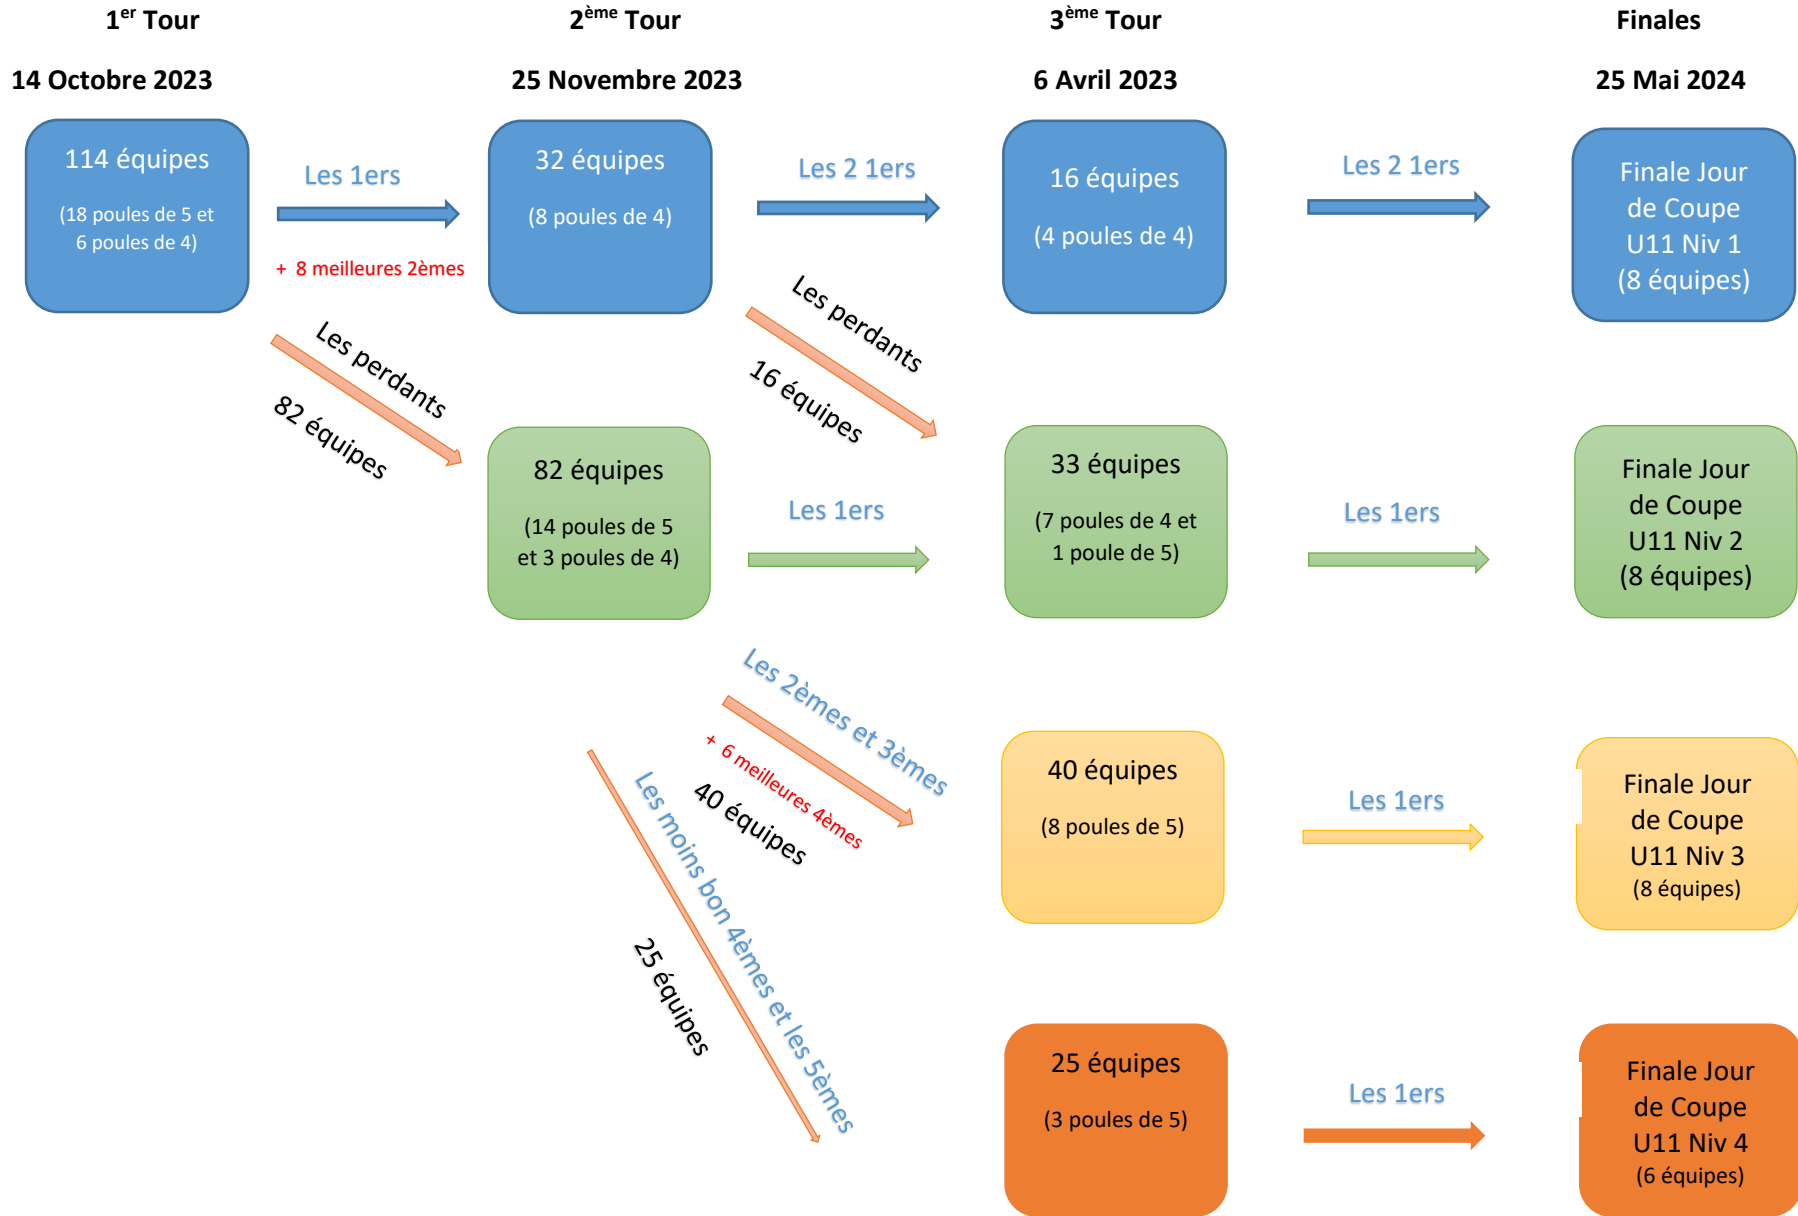 1er Tour
2ème Tour
3ème Tour
Finales
14 Octobre 2023
25 Novembre 2023
6 Avril 2023
25 Mai 2024
114 équipes
(18 poules de 5 et
6 poules de 4)
Les 1ers
+ 8 meilleures 2èmes
32 équipes
(8 poules de 4)
Les 2 1ers
16 équipes
(4 poules de 4)
Les 2 1ers
Finale Jour
de Coupe
U11 Niv 1
(8 équipes)
Les perdants
82 équipes
Les perdants
16 équipes
82 équipes
(14 poules de 5
et 3 poules de 4)
Les 1ers
33 équipes
(7 poules de 4 et
1 poule de 5)
Les 1ers
Finale Jour
de Coupe
U11 Niv 2
(8 équipes)
Les 2èmes et 3èmes
+ 6 meilleures 4èmes
40 équipes
40 équipes
(8 poules de 5)
Les 1ers
Finale Jour
de Coupe
U11 Niv 3
(8 équipes)
Les moins bon 4èmes et les 5èmes
25 équipes
25 équipes
(3 poules de 5)
Les 1ers
Finale Jour
de Coupe
U11 Niv 4
(6 équipes)